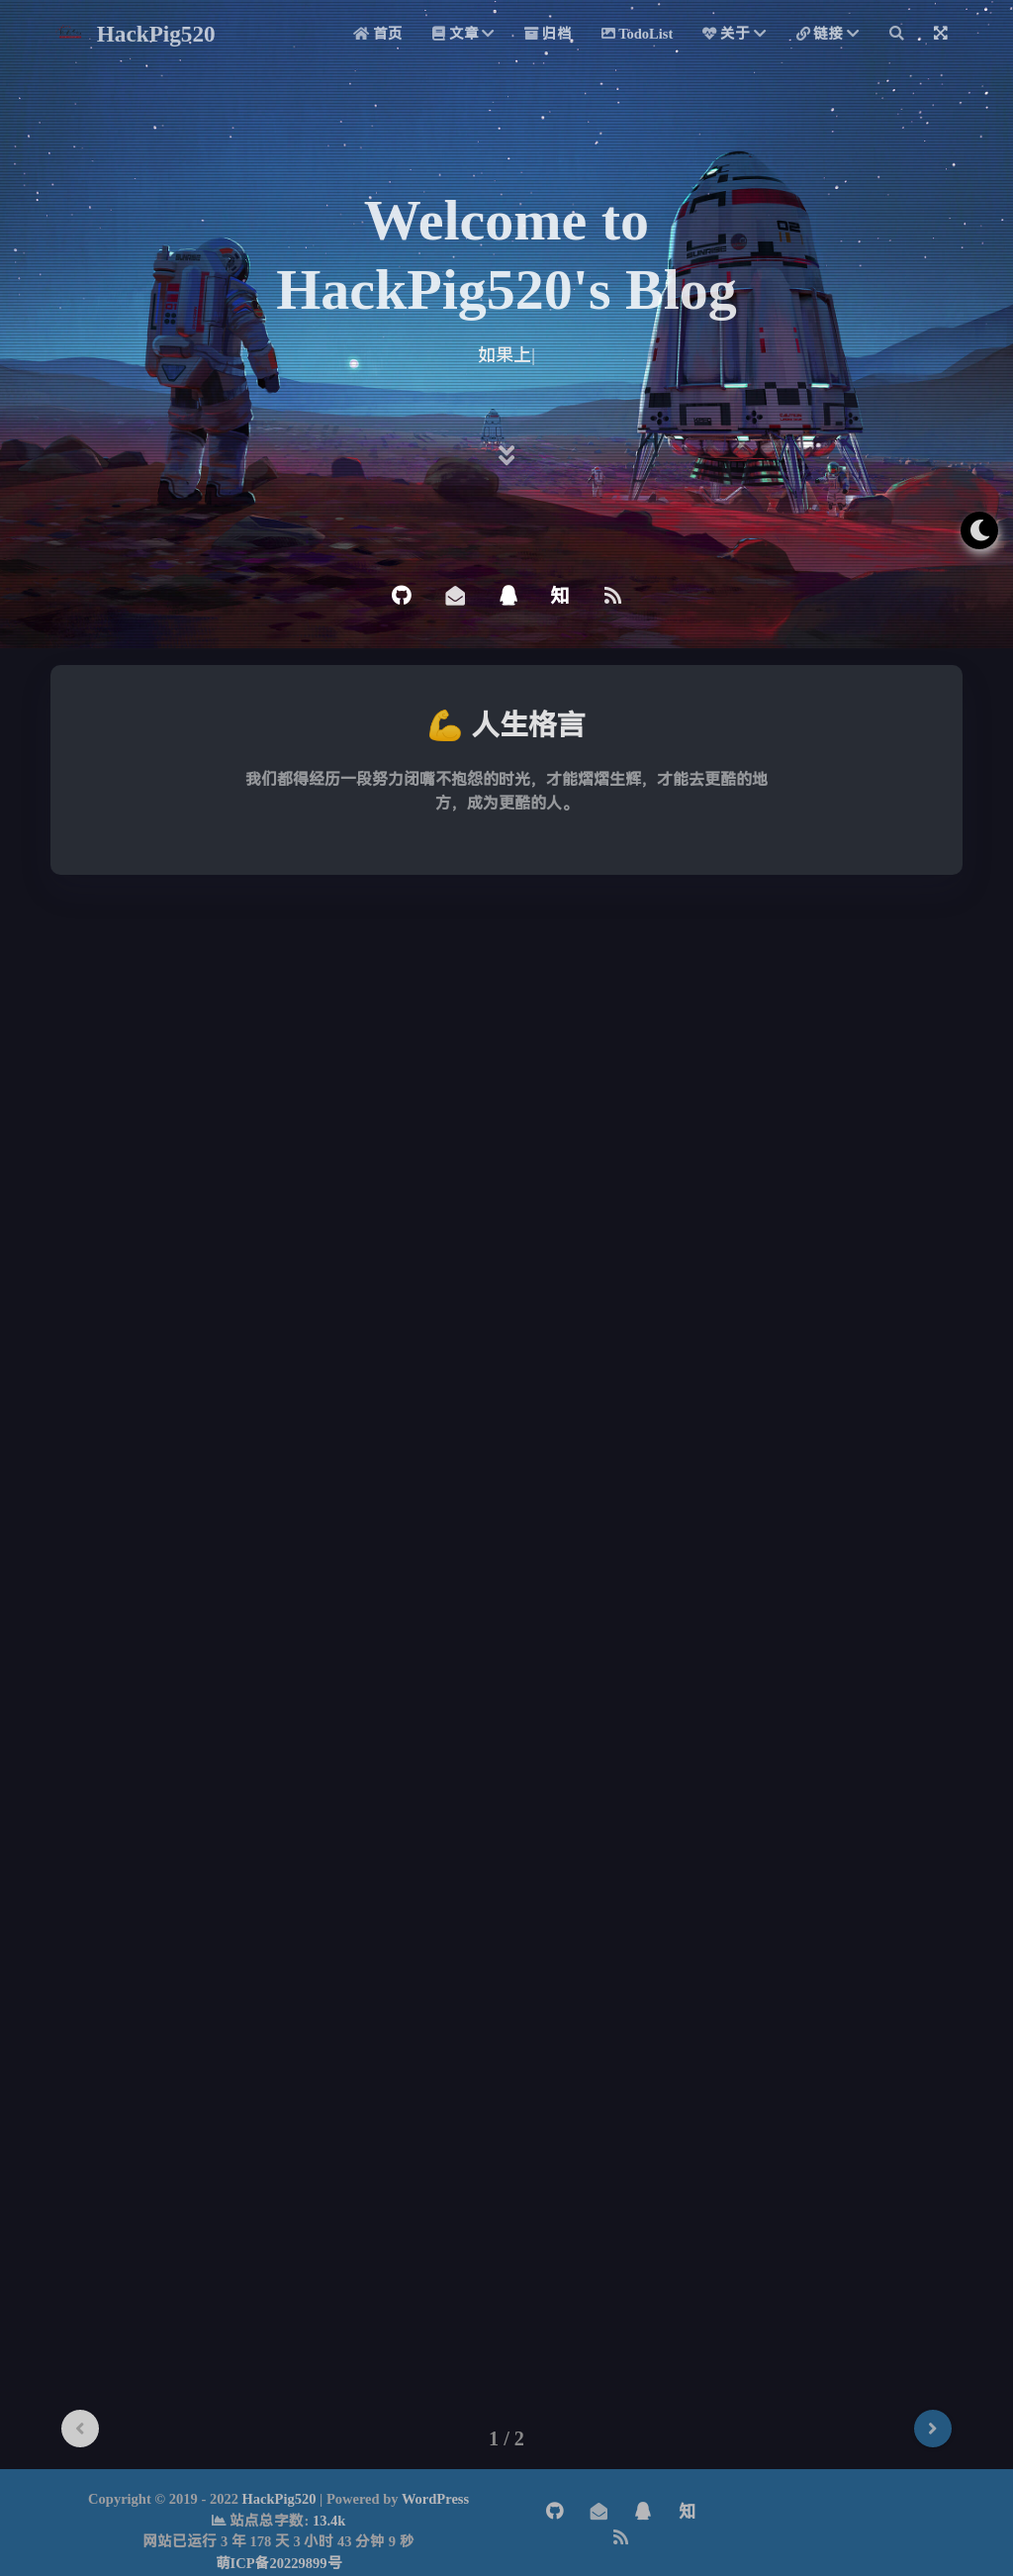 HackPig520
首页 文章 归档 TodoList 关于 链接
Welcome to
HackPig520's Blog
如果上|
知
💪 人生格言
我们都得经历一段努力闭嘴不抱怨的时光，才能熠熠生辉，才能去更酷的地
方，成为更酷的人。
1 / 2
Copyright © 2019 - 2022 HackPig520 | Powered by WordPress
站点总字数: 13.4k
网站已运行 3 年 178 天 3 小时 43 分钟 9 秒
萌ICP备20229899号
知